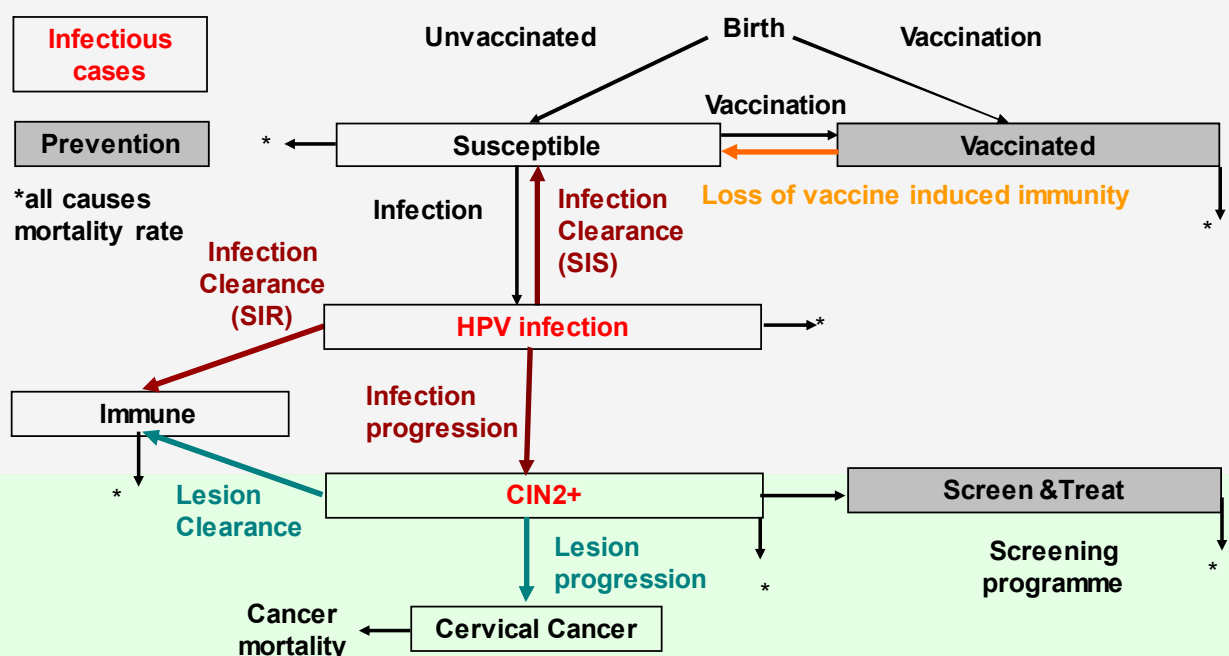 Infectious
cases
Unvaccinated
Birth
Vaccination
Vaccination
Prevention
*
Susceptible
Vaccinated
*all causes
mortality rate
Infection
Infection
Clearance
(SIS)
Loss of vaccine induced immunity
*
Infection
Clearance
(SIR)
HPV infection
*
Immune
Infection
progression
*
CIN2+
Screen &Treat
Lesion
Clearance
Lesion
progression
*
Screening
programme
*
Cancer
mortality
Cervical Cancer